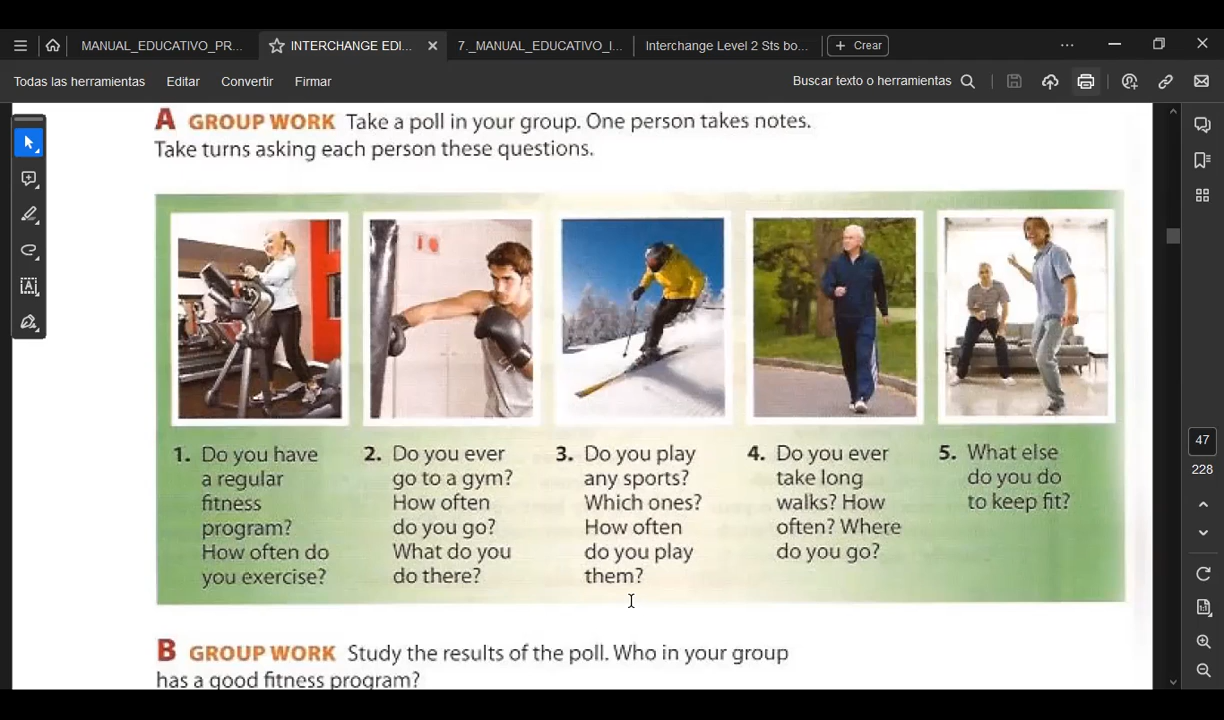 MANUAL_EDUCATIVO_PR...
INTERCHANGE EDI...
7._MANUAL_EDUCATIVO_I...
Interchange Level 2 Sts bo...
+ Crear
Todas las herramientas
Editar
Convertir
Firmar
Buscar texto o herramientas
A GROUP WORK Take a poll in your group. One person takes notes.
Take turns asking each person these questions.
1. Do you have
a regular
fitness
program?
How often do
you exercise?
2. Do you ever
go to a gym?
How often
do you go?
What do you
do there?
3. Do you play
any sports?
Which ones?
How often
do you play
them?
4. Do you ever
take long
walks? How
often? Where
do you go?
5. What else
do you do
to keep fit?
B GROUP WORK Study the results of the poll. Who in your group
has a good fitness program?
47
228